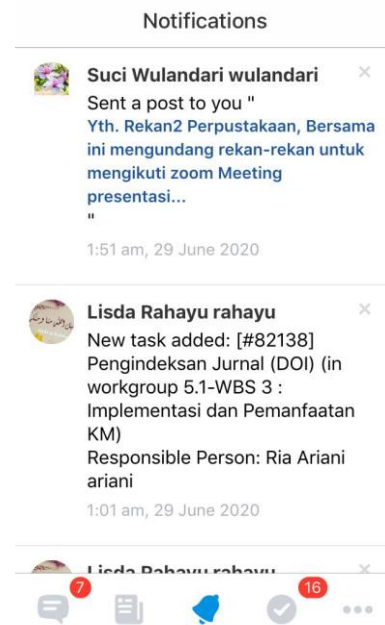 Notifications
Suci Wulandari wulandari
Sent a post to you "
Yth. Rekan2 Perpustakaan, Bersama
ini mengundang rekan-rekan untuk
mengikuti zoom Meeting
presentasi...
"
1:51 am, 29 June 2020
Lisda Rahayu rahayu
New task added: [#82138]
Pengindeksan Jurnal (DOI) (in
workgroup 5.1-WBS 3 :
Implementasi dan Pemanfaatan
KM)
Responsible Person: Ria Ariani
ariani
1:01 am, 29 June 2020
Lisda Rahayu rahayu
7
16